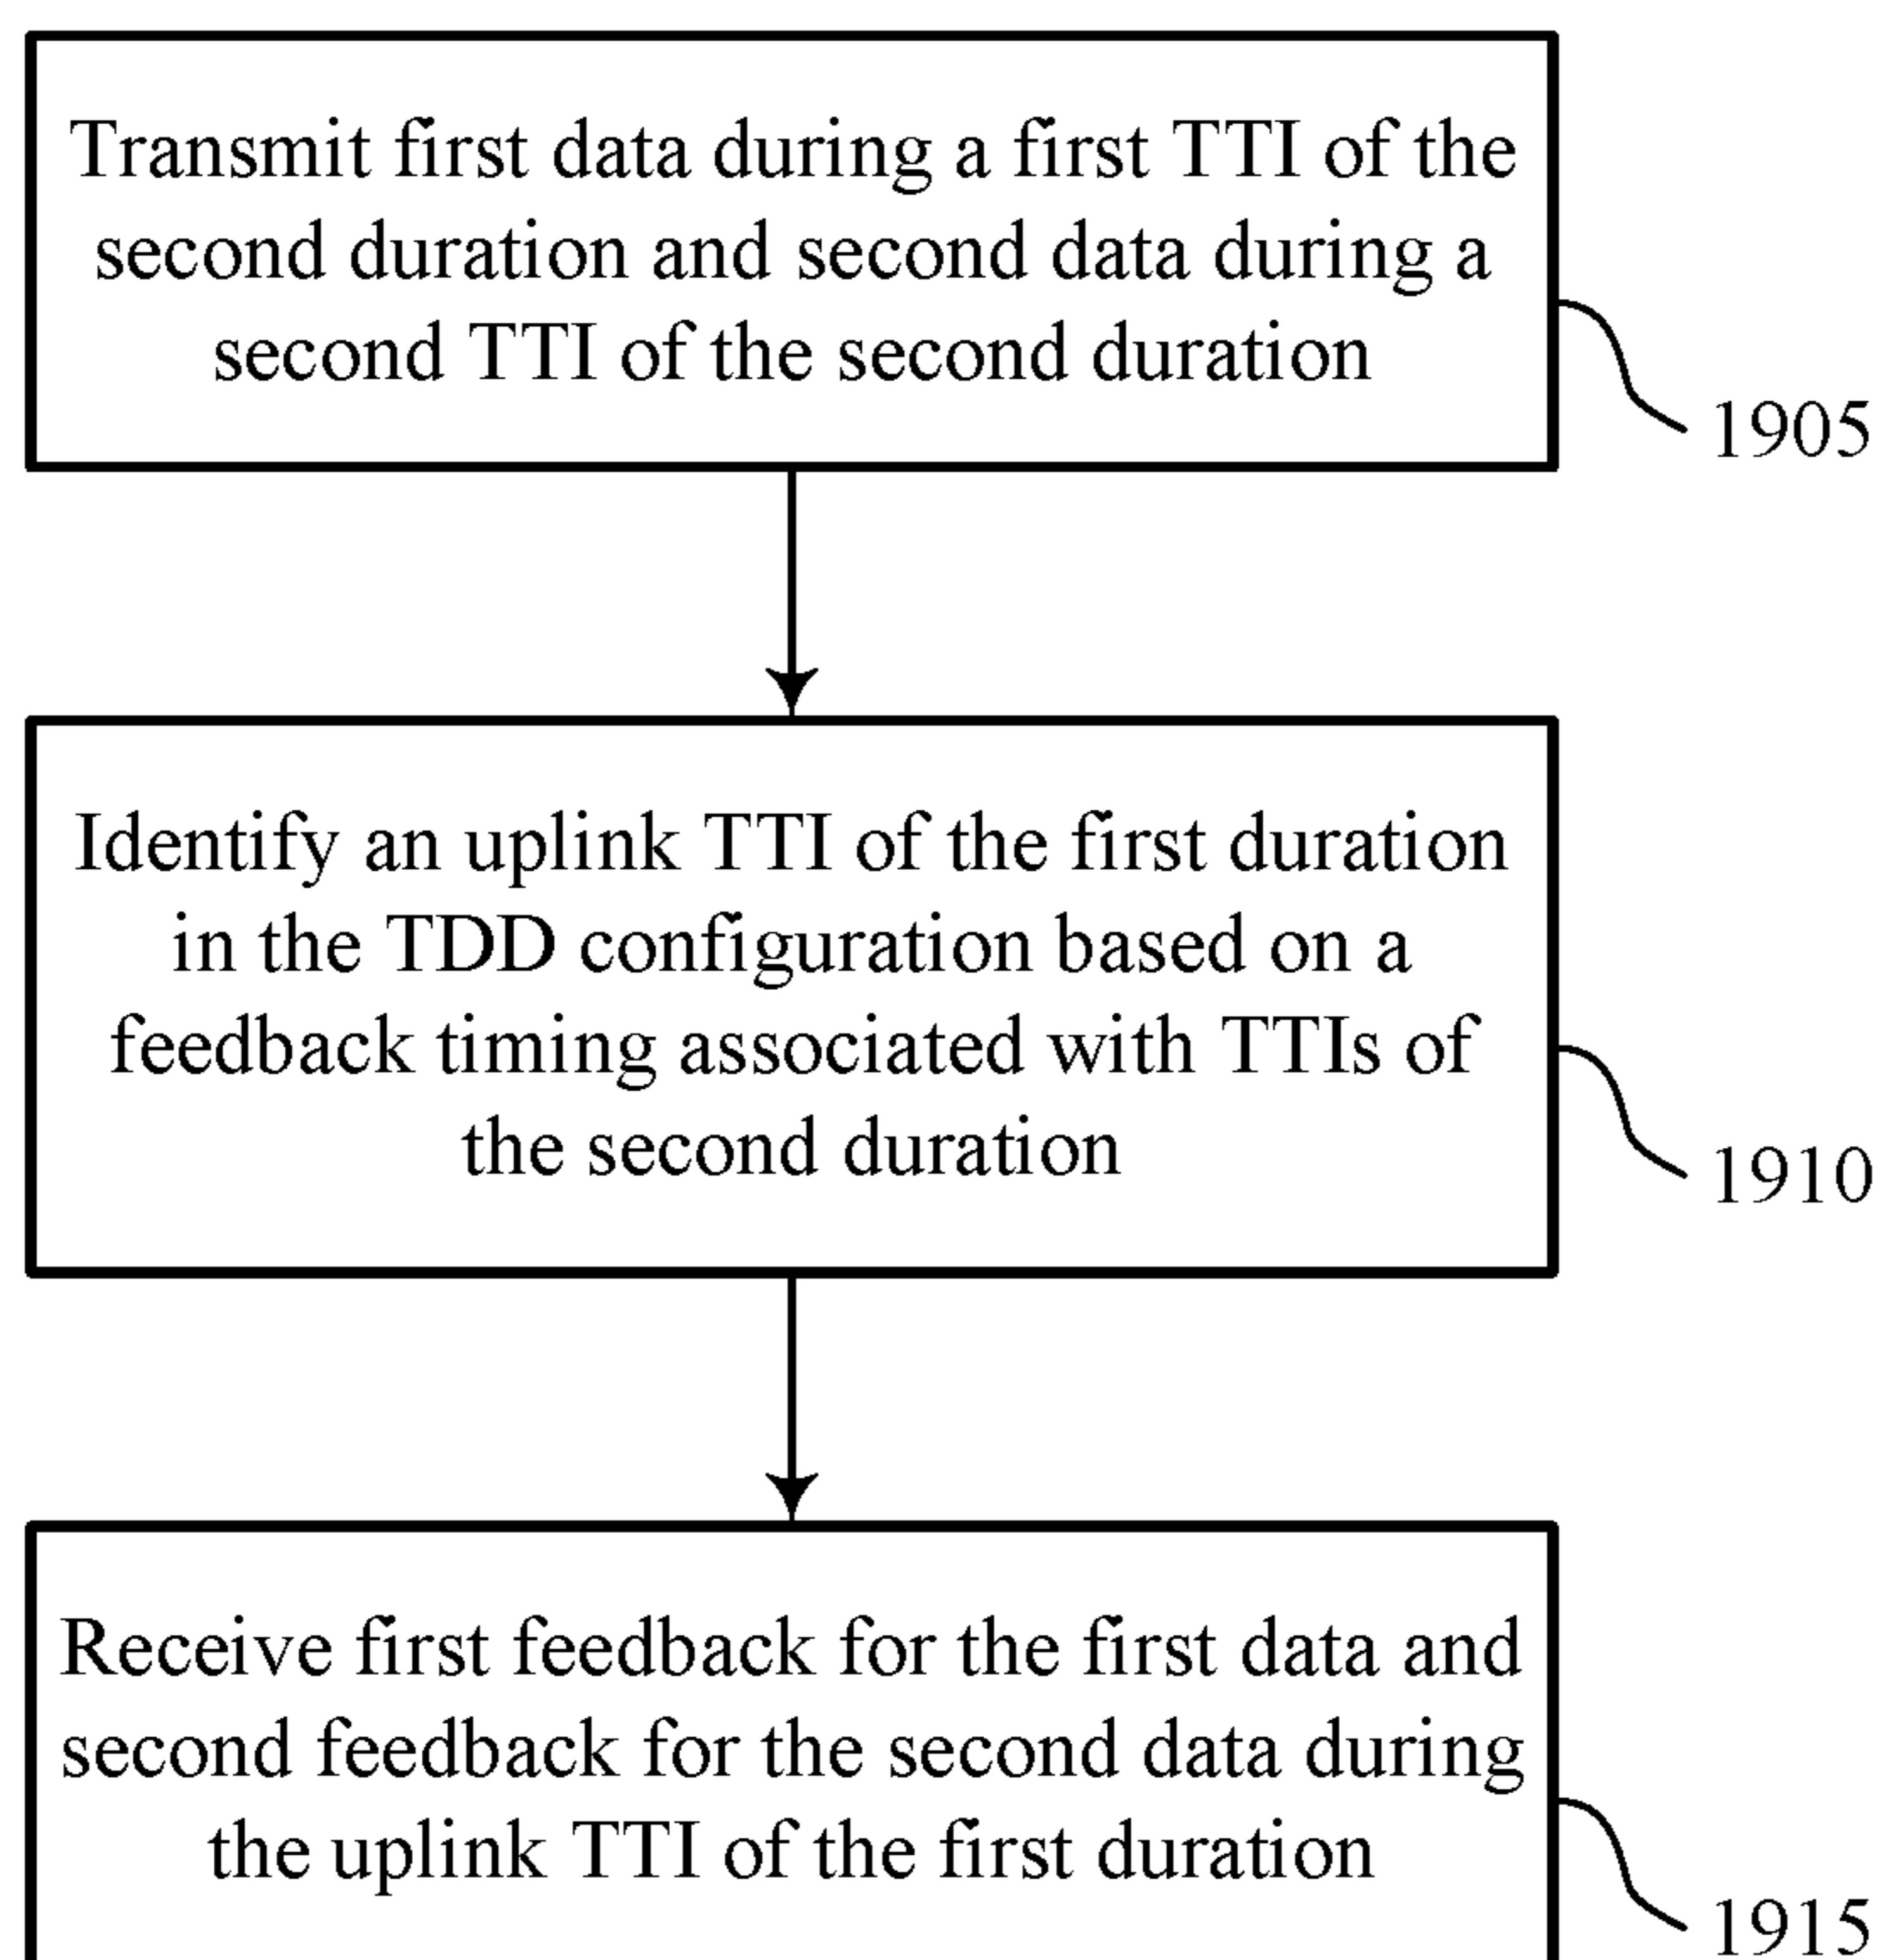 Transmit first data during a first TTI of the
second duration and second data during a
second TTI of the second duration
1905
Identify an uplink TTI of the first duration
in the TDD configuration based on a
feedback timing associated with TTIs of
the second duration
1910
Receive first feedback for the first data and
second feedback for the second data during
the uplink TTI of the first duration
1915